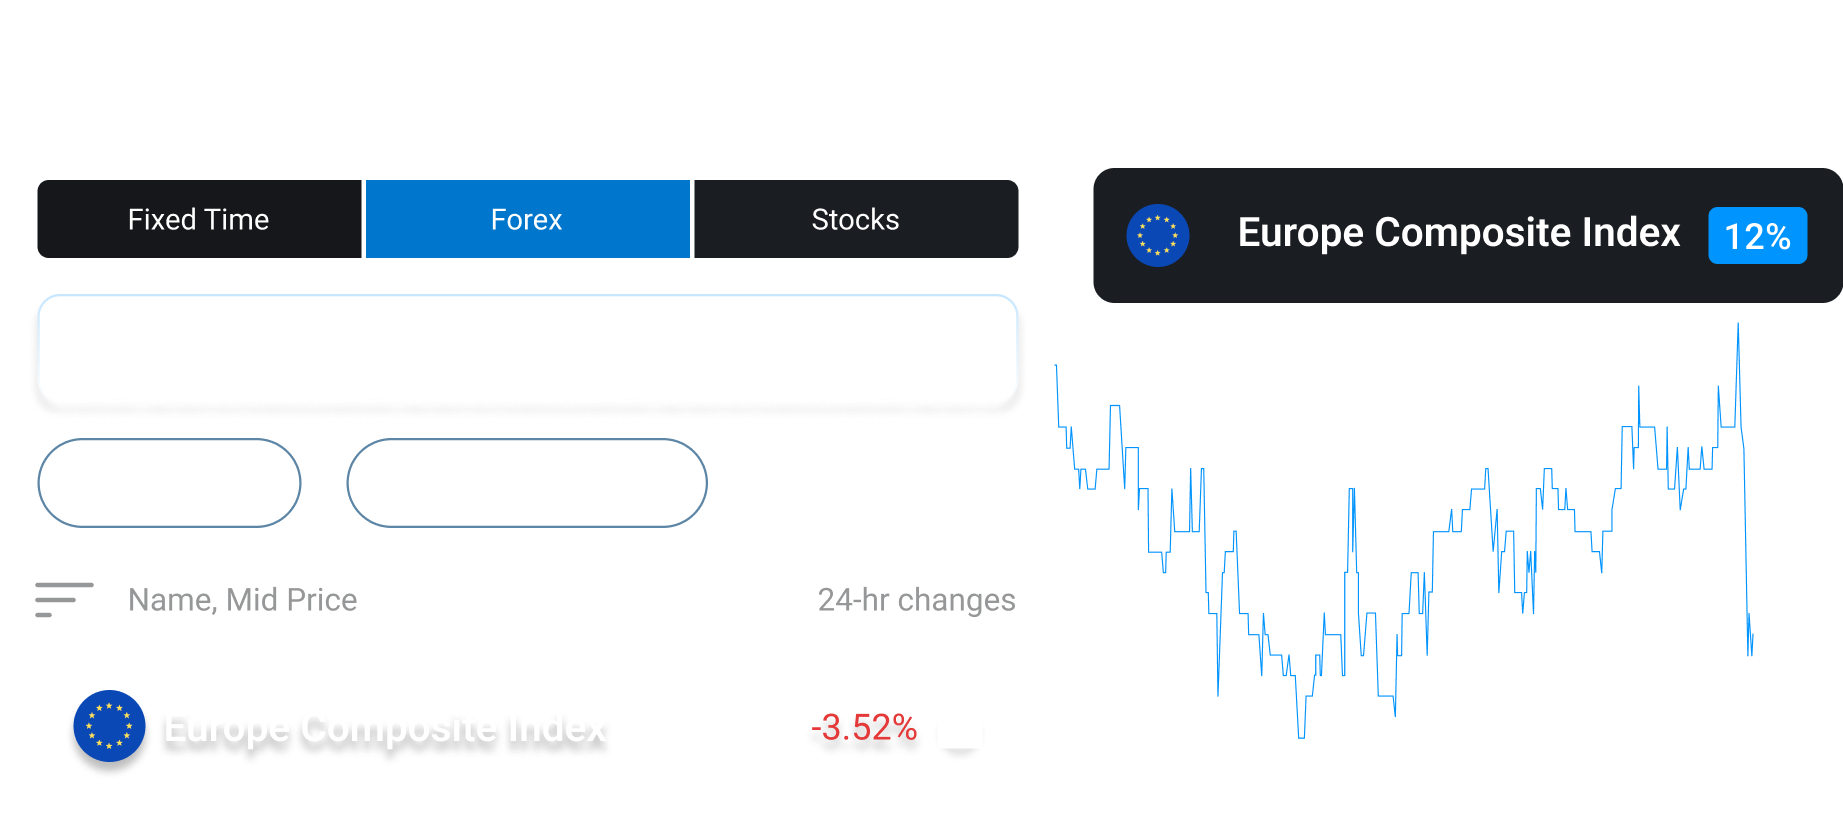 Fixed Time
Forex
Stocks
Name, Mid Price
24-hr changes
Europe Composite Index
-3.52%
Europe Composite Index
12%